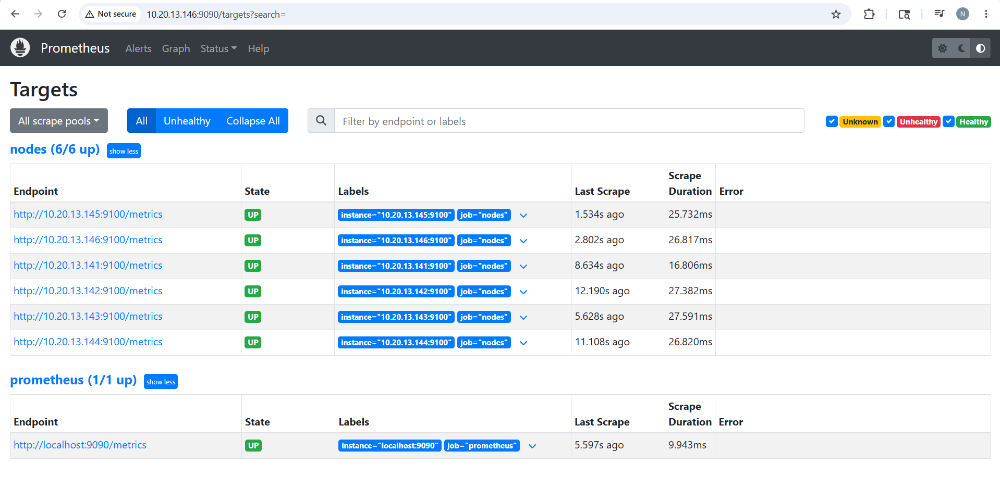 Not secure 10.20.13.146:9090/targets?search= N
Prometheus Alerts Graph Status Help
Targets
All scrape pools All Unhealthy Collapse All Filter by endpoint or labels Unknown Unhealthy Healthy
nodes (6/6 up) show less
Scrape
Endpoint State Labels Last Scrape Duration Error
http://10.20.13.145:9100/metrics UP instance="10.20.13.145:9100" job="nodes" 1.534s ago 25.732ms
http://10.20.13.146:9100/metrics UP instance="10.20.13.146:9100" job="nodes" 2.802s ago 26.817ms
http://10.20.13.141:9100/metrics UP instance="10.20.13.141:9100" job="nodes" 8.634s ago 16.806ms
http://10.20.13.142:9100/metrics UP instance="10.20.13.142:9100" job="nodes" 12.190s ago 27.382ms
http://10.20.13.143:9100/metrics UP instance="10.20.13.143:9100" job="nodes" 5.628s ago 27.591ms
http://10.20.13.144:9100/metrics UP instance="10.20.13.144:9100" job="nodes" 11.108s ago 26.820ms
prometheus (1/1 up) show less
Scrape
Endpoint State Labels Last Scrape Duration Error
http://localhost:9090/metrics UP instance="localhost:9090" job="prometheus" 5.597s ago 9.943ms